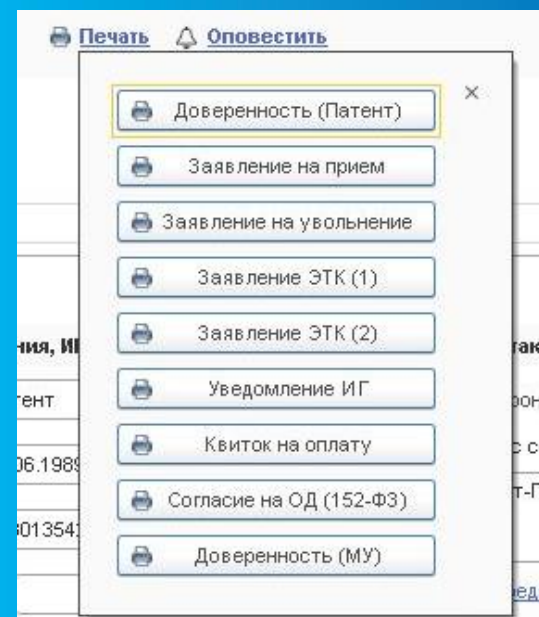 Печать Оповестить
×
Доверенность (Патент)
Заявление на прием
Заявление на увольнение
Заявление ЭТК (1)
Заявление ЭТК (2)
Уведомление ИГ
Квиток на оплату
Согласие на ОД (152-ФЗ)
Доверенность (МУ)